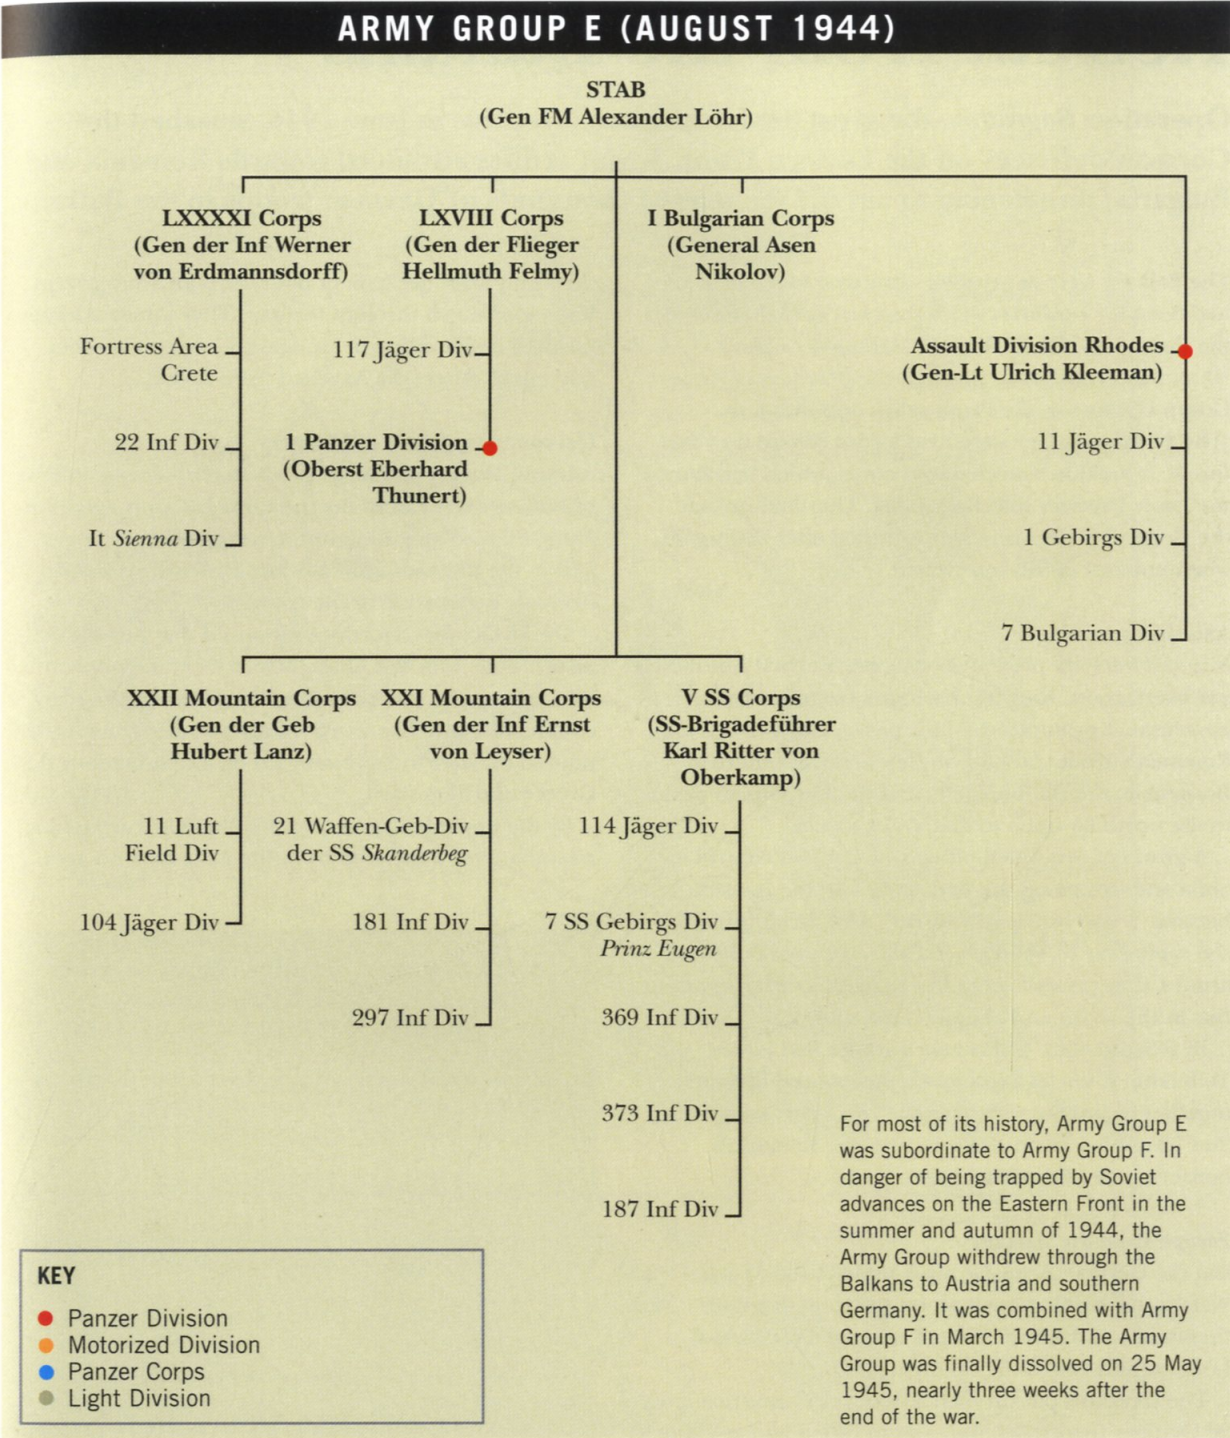 ARMY GROUP E (AUGUST 1944)
STAB
(Gen FM Alexander Löhr)
LXXXXI Corps
(Gen der Inf Werner
von Erdmannsdorff)
Fortress Area
Crete
22 Inf Div
It Sienna Div
LXVIII Corps
(Gen der Flieger
Hellmuth Felmy)
117 Jäger Div
1 Panzer Division
(Oberst Eberhard
Thunert)
I Bulgarian Corps
(General Asen
Nikolov)
Assault Division Rhodes
(Gen-Lt Ulrich Kleeman)
11 Jäger Div
1 Gebirgs Div
7 Bulgarian Div
XXII Mountain Corps
(Gen der Geb
Hubert Lanz)
11 Luft
Field Div
104 Jäger Div
XXI Mountain Corps
(Gen der Inf Ernst
von Leyser)
21 Waffen-Geb-Div
der SS Skanderbeg
181 Inf Div
297 Inf Div
V SS Corps
(SS-Brigadeführer
Karl Ritter von
Oberkamp)
114 Jäger Div
7 SS Gebirgs Div
Prinz Eugen
369 Inf Div
373 Inf Div
187 Inf Div
KEY
Panzer Division
Motorized Division
Panzer Corps
Light Division
For most of its history, Army Group E
was subordinate to Army Group F. In
danger of being trapped by Soviet
advances on the Eastern Front in the
summer and autumn of 1944, the
Army Group withdrew through the
Balkans to Austria and southern
Germany. It was combined with Army
Group F in March 1945. The Army
Group was finally dissolved on 25 May
1945, nearly three weeks after the
end of the war.